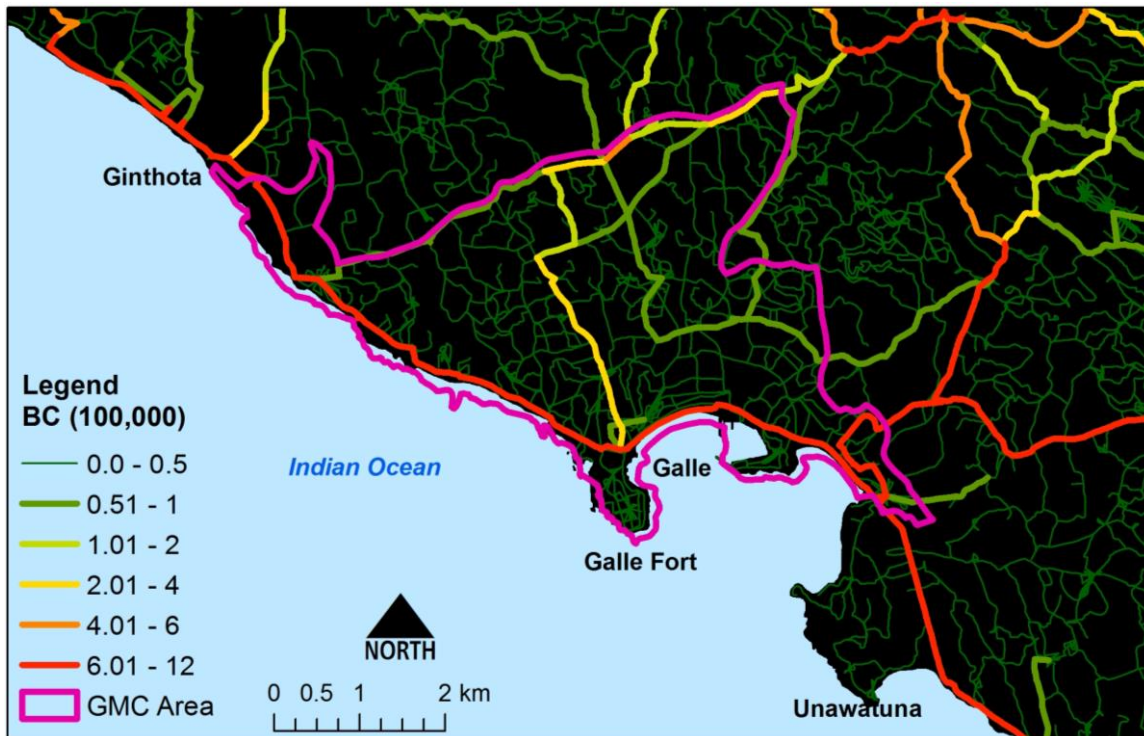 Ginthota
Legend
BC (100,000)
0.0 - 0.5
0.51 - 1
1.01 - 2
2.01 - 4
4.01 - 6
6.01 - 12
GMC Area
Indian Ocean
Galle
Galle Fort
NORTH
0 0.5 1 2 km
Unawatuna